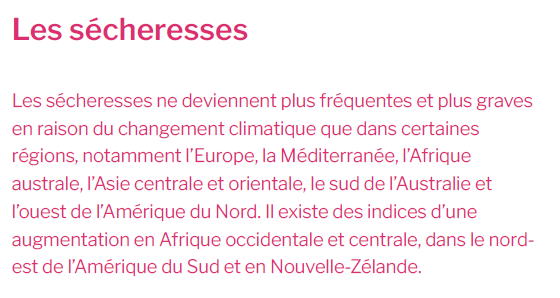 Les sécheresses
Les sécheresses ne deviennent plus fréquentes et plus graves
en raison du changement climatique que dans certaines
régions, notamment l’Europe, la Méditerranée, l’Afrique
australe, l’Asie centrale et orientale, le sud de l’Australie et
l’ouest de l’Amérique du Nord. Il existe des indices d’une
augmentation en Afrique occidentale et centrale, dans le nord-
est de l’Amérique du Sud et en Nouvelle-Zélande.